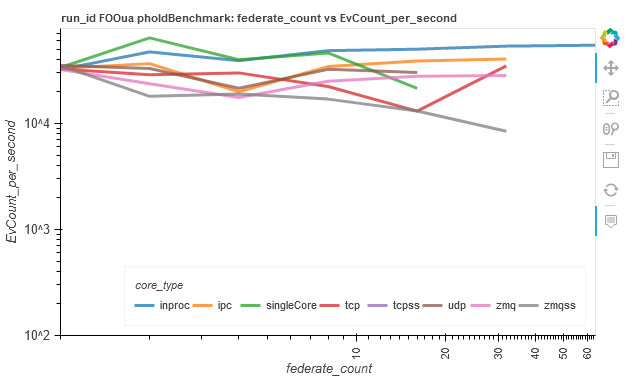 run_id FOOua pholdBenchmark: federate_count vs EvCount_per_second
EvCount_per_second
10^4
10^3
10^2
core_type
inproc ipc singleCore tcp tcpss udp zmq zmqss
10 20 30 40 50 60
federate_count